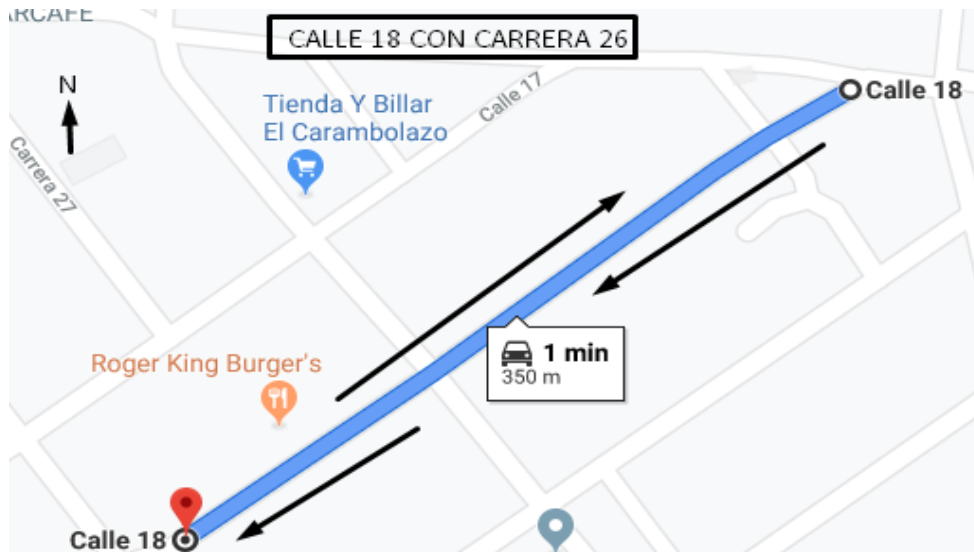 ARCAFE
CALLE 18 CON CARRERA 26
N
Tienda Y Billar
El Carambolazo
Calle 17
Calle 18
Carrera 27
1 min
350 m
Roger King Burger's
Calle 18